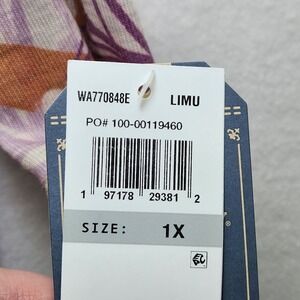 WA770848E LIMU
PO# 100-00119460
1 97178 29381 2
SIZE: 1X